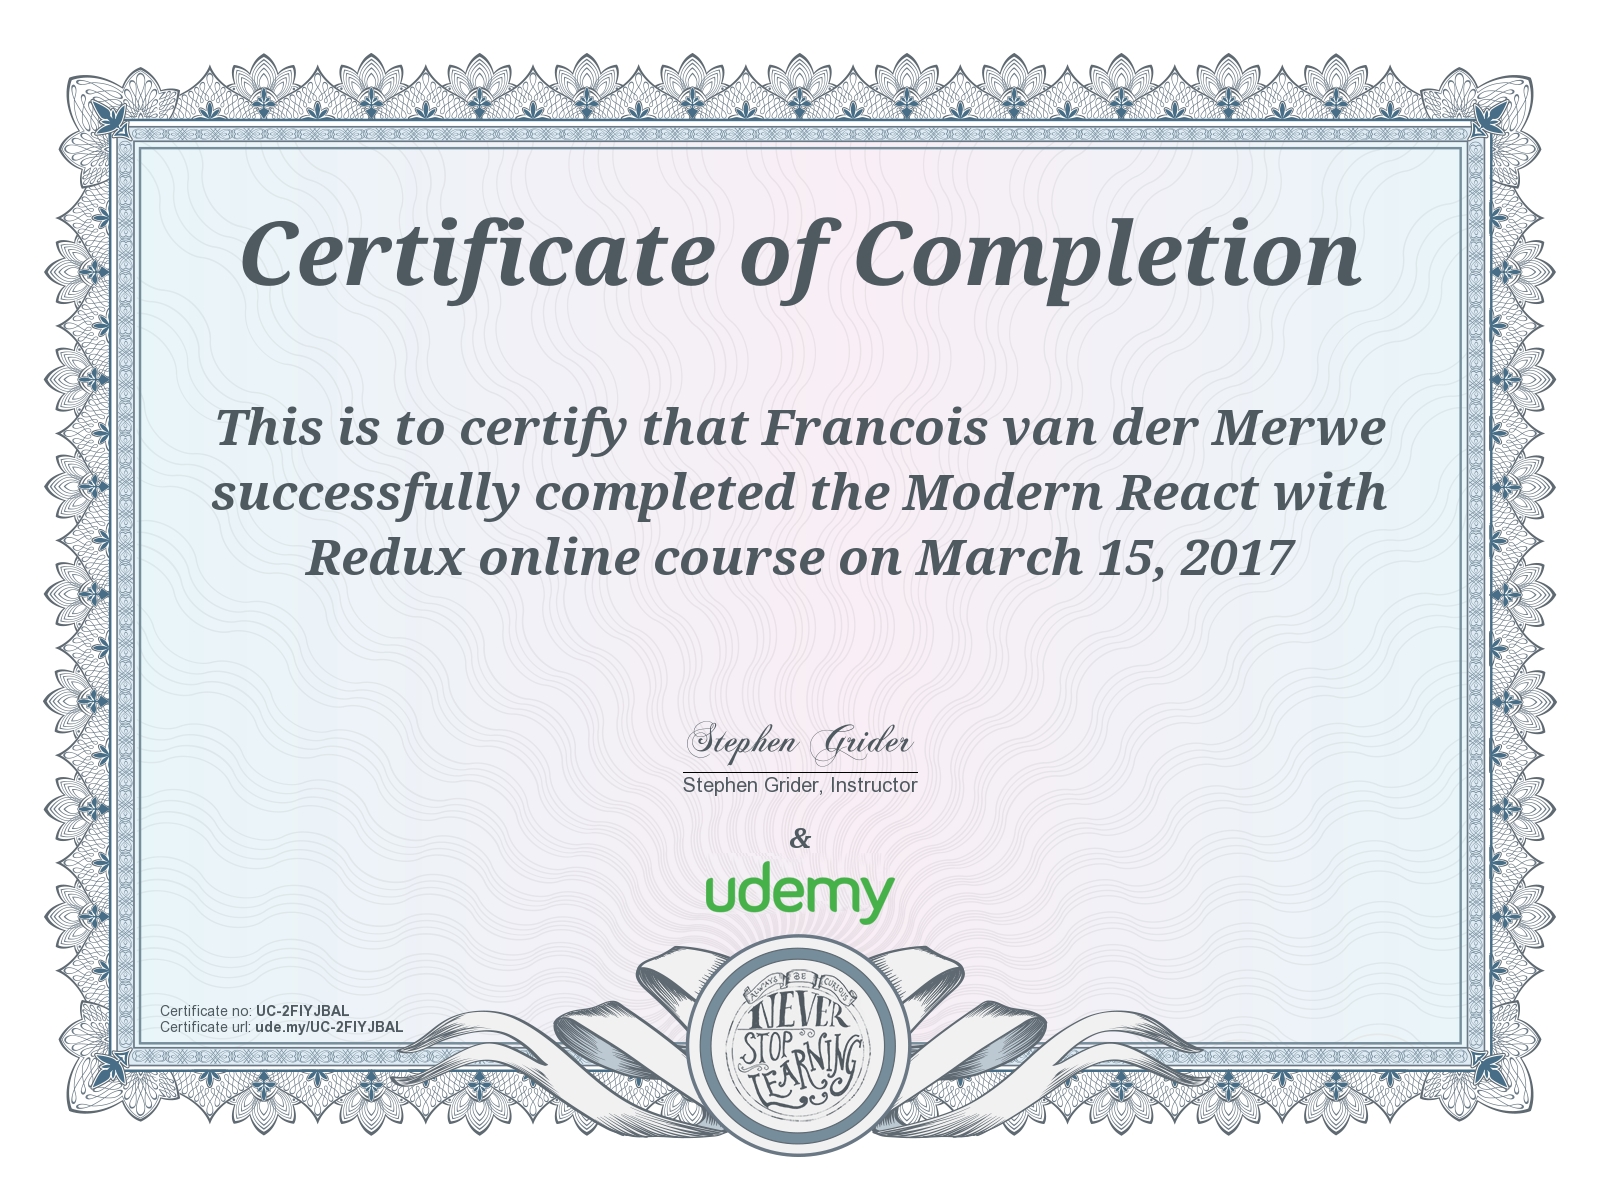 Certificate of Completion
This is to certify that Francois van der Merwe
successfully completed the Modern React with
Redux online course on March 15, 2017
Stephen Grider
Stephen Grider, Instructor
&
udemy
Certificate no: UC-2FIYJBAL
Certificate url: ude.my/UC-2FIYJBAL
ALWAYS BE CURIOUS
NEVER
STOP
LEARNING